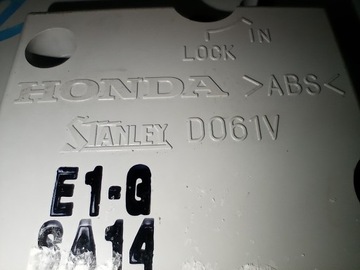 IN
LOCK
HONDA >ABS<
STANLEY D061V
E1-G
SA14